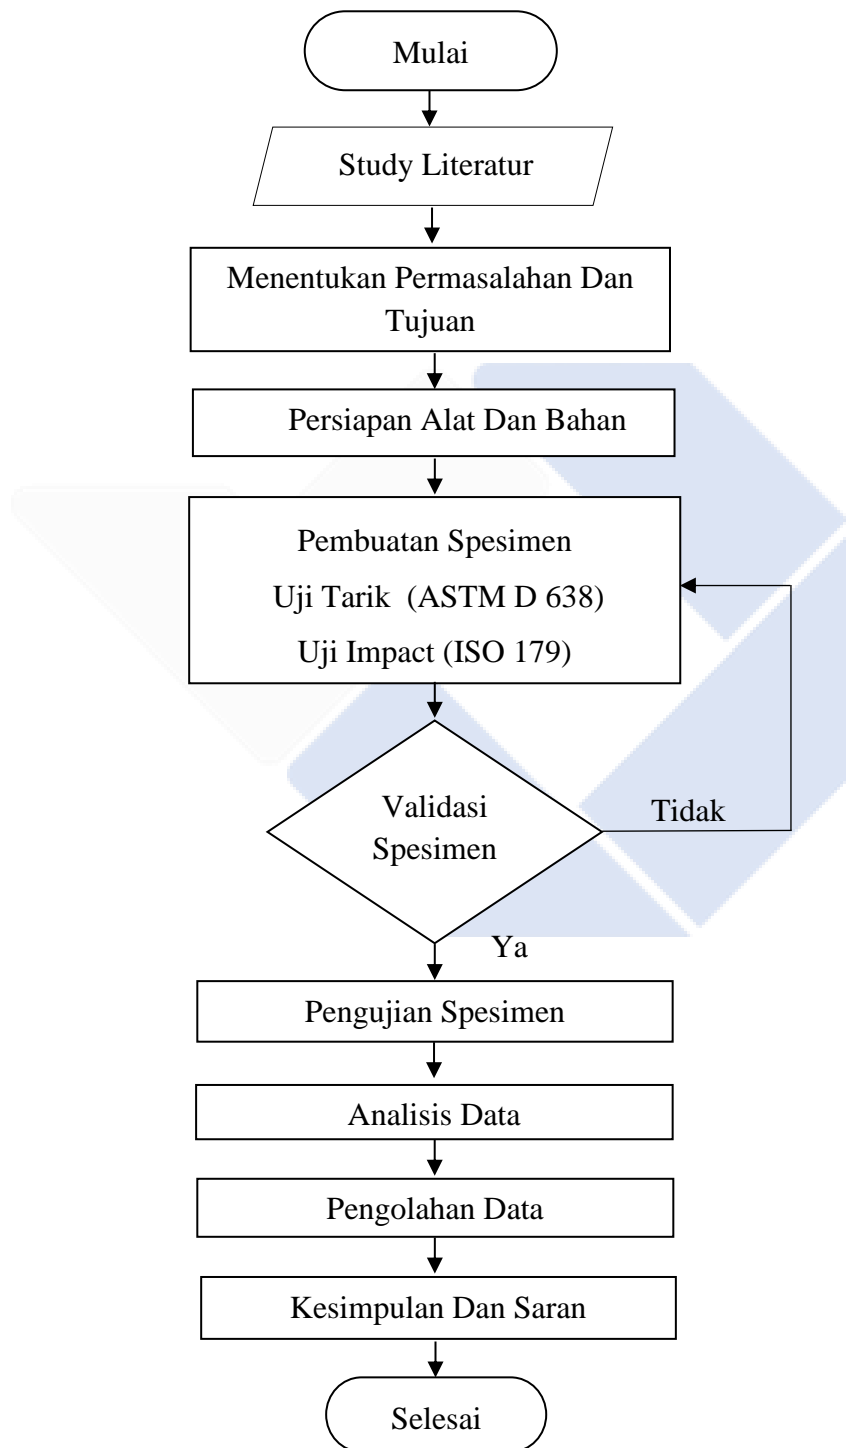 Mulai
Study Literatur
Menentukan Permasalahan Dan
Tujuan
Persiapan Alat Dan Bahan
Pembuatan Spesimen
Uji Tarik (ASTM D 638)
Uji Impact (ISO 179)
Validasi
Spesimen
Tidak
Ya
Pengujian Spesimen
Analisis Data
Pengolahan Data
Kesimpulan Dan Saran
Selesai